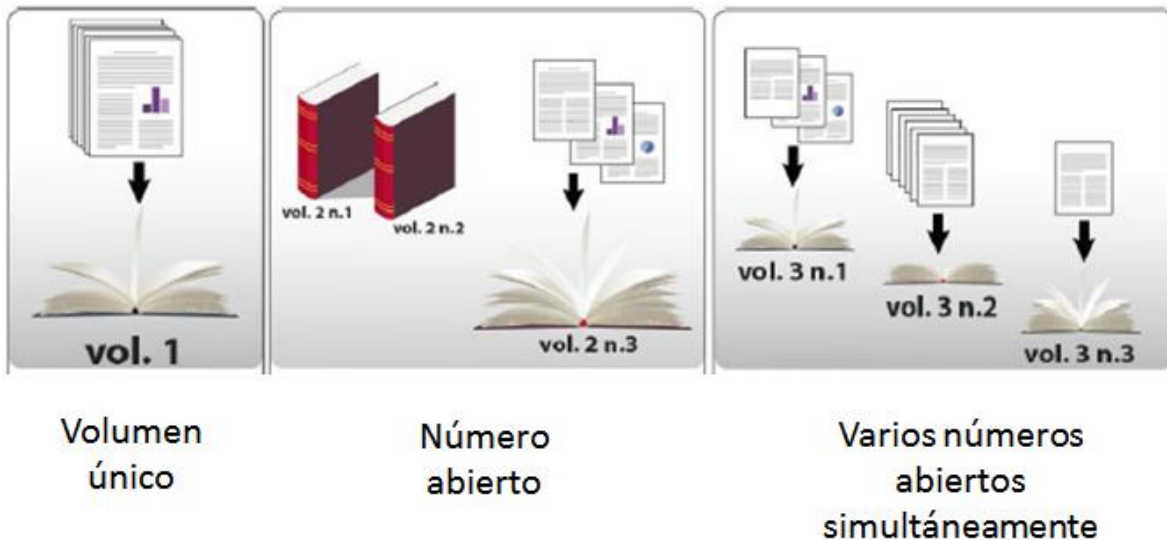 vol. 1
vol. 2 n.1
vol. 2 n.2
vol. 2 n.3
vol. 3 n.1
vol. 3 n.2
vol. 3 n.3
Volumen
único
Número
abierto
Varios números
abiertos
simultáneamente